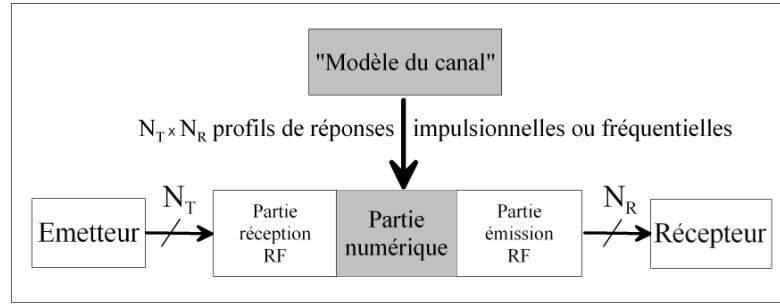 "Modèle du canal"
N_T x N_R profils de réponses impulsionnelles ou fréquentielles
N_T
N_R
Emetteur
Partie
réception
RF
Partie
numérique
Partie
émission
RF
Récepteur